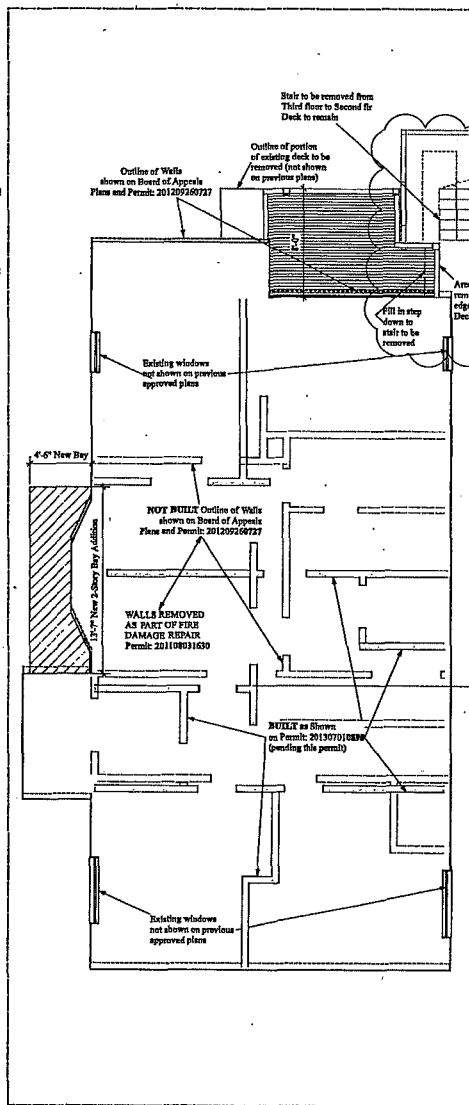 Stair to be removed from
Third floor to Second flr
Deck to remain
Outline of portion
of existing deck to be
removed (not shown
on previous plans)
Outline of Walls
shown on Board of Appeals
Plans and Permit: 201209260727
Fill in step
down to
stair to be
removed
Existing windows
not shown on previous
approved plans
4'-6" New Bay
13'-7" New 2-Story Bay Addition
NOT BUILT Outline of Walls
shown on Board of Appeals
Plans and Permit: 201209260727
WALLS REMOVED
AS PART OF FIRE
DAMAGE REPAIR
Permit: 201108031630
BUILT as Shown
on Permit:
(pending this permit)
Existing windows
not shown on previous
approved plans